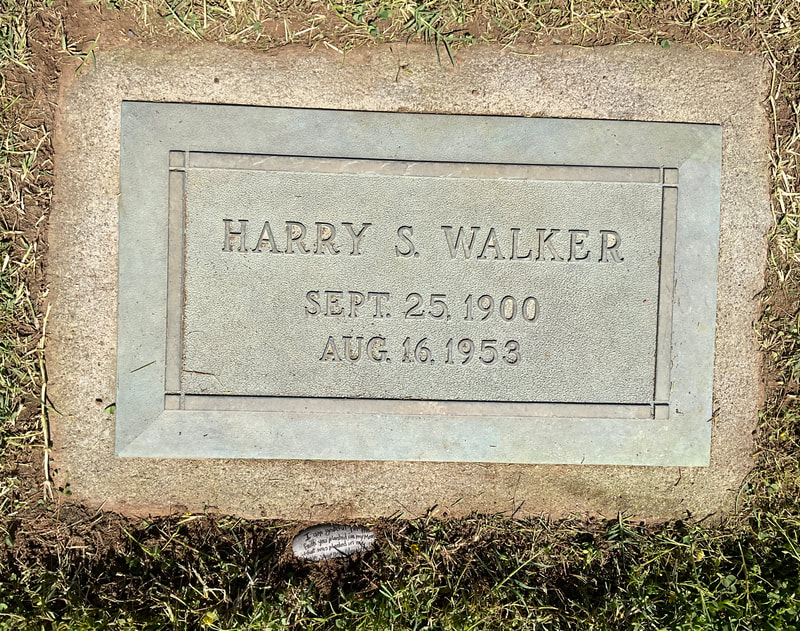 HARRY S. WALKER
SEPT. 25, 1900
AUG. 16, 1953